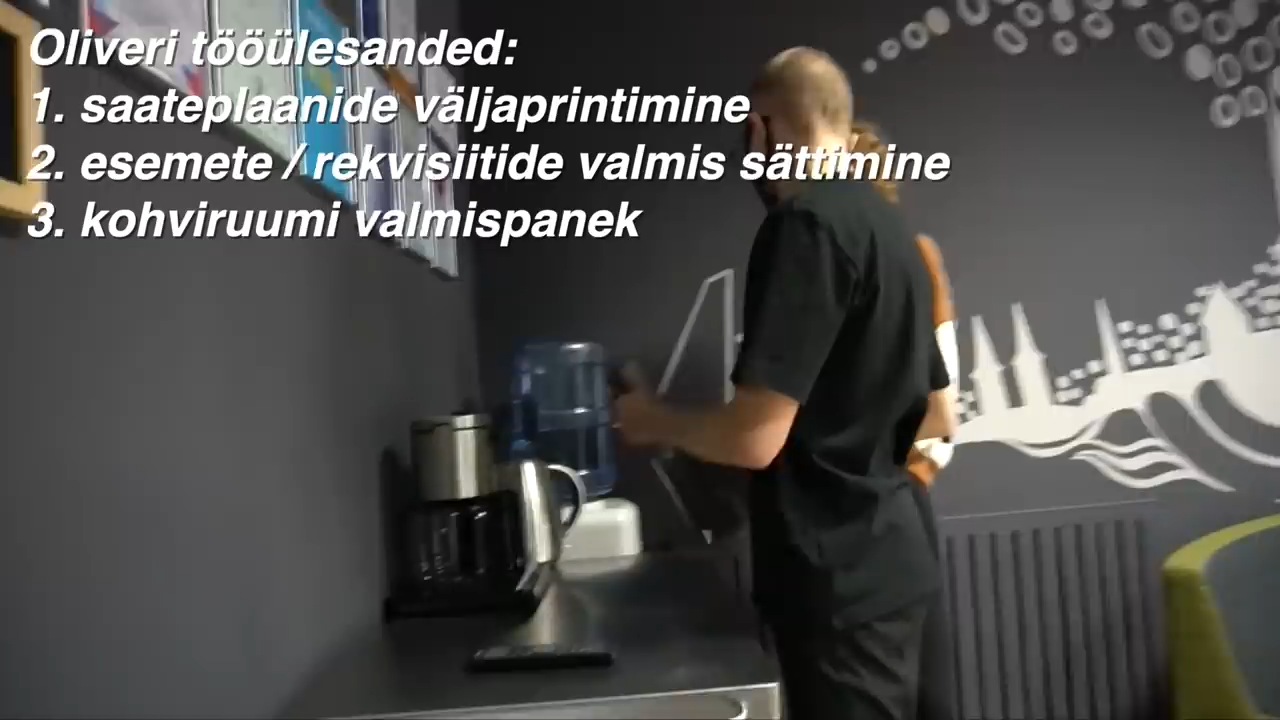 Oliveri tööülesanded:
1. saateplaanide väljaprintimine
2. esemete / rekvisiitide valmis sättimine
3. kohviruumi valmispanek